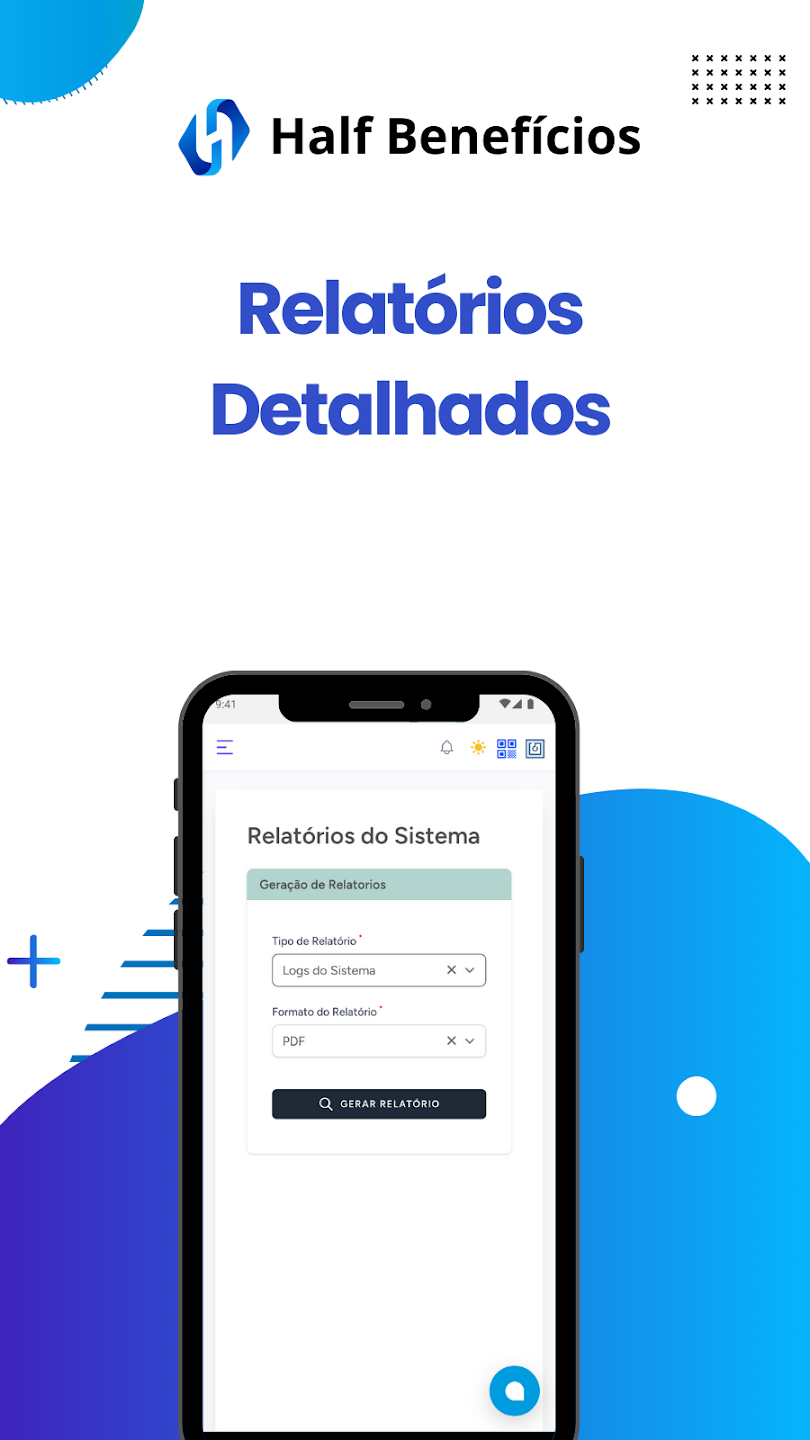 Half Benefícios
Relatórios
Detalhados
9:41
Relatórios do Sistema
Geração de Relatorios
Tipo de Relatório *
Logs do Sistema
Formato do Relatório *
PDF
GERAR RELATÓRIO